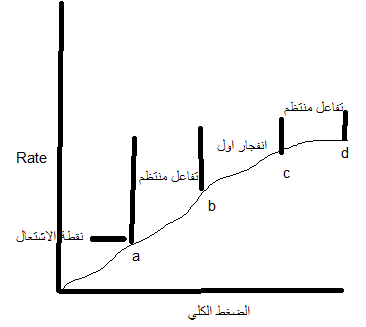 تفاعل منتظم
انفجار اول
d
c
Rate
تفاعل منتظم
b
نقطة الاشتعال
a
الضغط الكلي